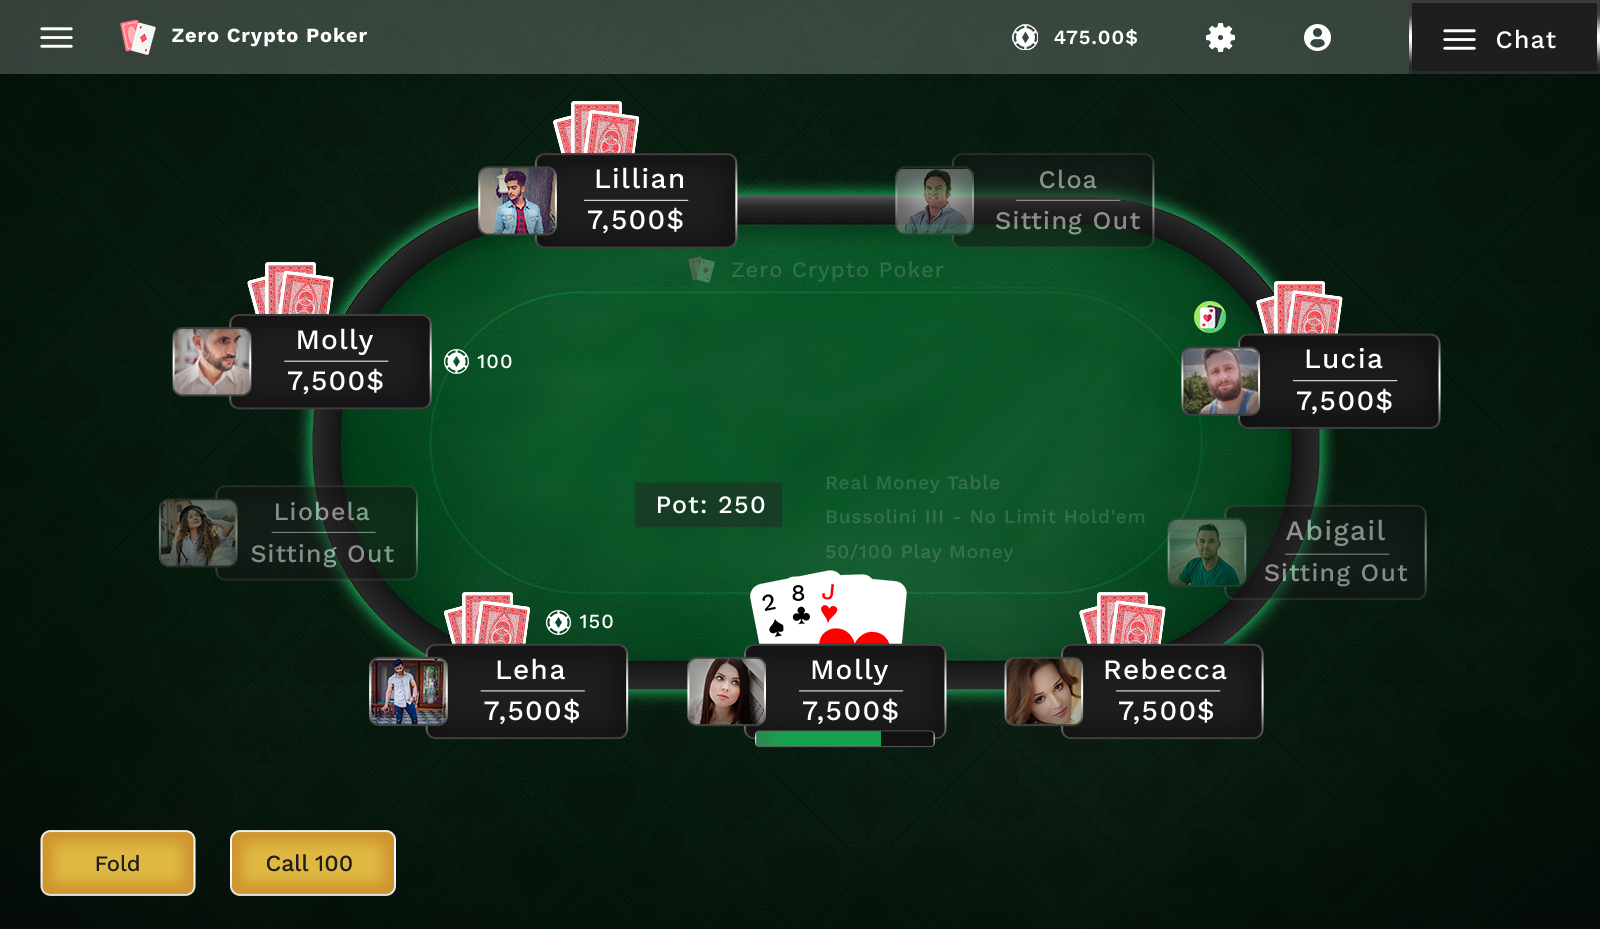 Zero Crypto Poker
475.00$
Chat
Lillian
7,500$
Cloa
Sitting Out
Zero Crypto Poker
Molly
7,500$
100
Lucia
7,500$
Real Money Table
Pot: 250
Bussolini III - No Limit Hold'em
50/100 Play Money
Liobela
Sitting Out
Abigail
Sitting Out
2 8 J
150
Leha
7,500$
Molly
7,500$
Rebecca
7,500$
Fold
Call 100